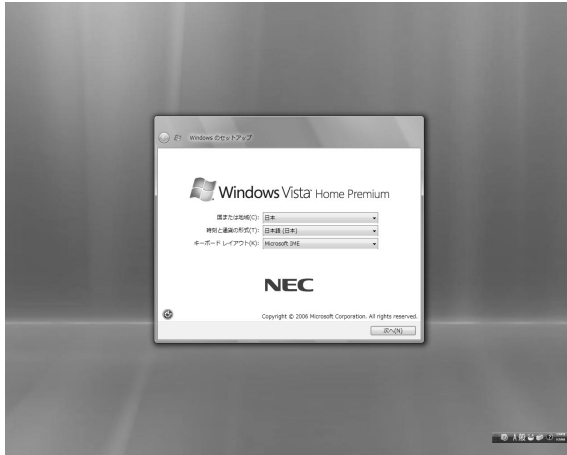 Windows のセットアップ
Windows Vista Home Premium
国または地域(C): 日本
時刻と通貨の形式(T): 日本語 (日本)
キーボード レイアウト(K): Microsoft IME
NEC
Copyright © 2006 Microsoft Corporation. All rights reserved.
次へ(N)
A 般